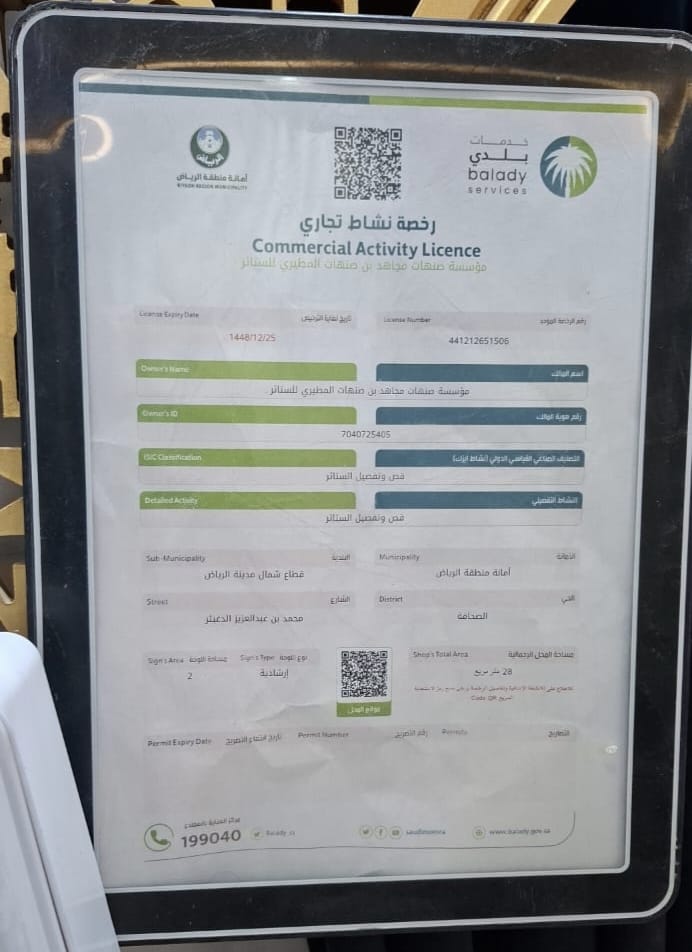 أمانة منطقة الرياض
RIYADH REGION MUNICIPALITY
خدمات
بلدي
balady
services
رخصة نشاط تجاري
Commercial Activity Licence
مؤسسة صنهات مجاهد بن صنهات المطيري للستائر
License Expiry Date تاريخ نهاية الترخيص
1448/12/25
License Number رقم الرخصة الموحد
441212651506
Owner's Name اسم المالك
مؤسسة صنهات مجاهد بن صنهات المطيري للستائر
Owner's ID رقم هوية المالك
7040725405
ISIC Classification التصنيف الصناعي القياسي الدولي (نشاط ايزك)
قص وتفصيل الستائر
Detailed Activity النشاط التفصيلي
قص وتفصيل الستائر
Sub-Municipality البلدية
قطاع شمال مدينة الرياض
Municipality الأمانة
أمانة منطقة الرياض
Street الشارع
محمد بن عبدالعزيز الدغيثر
District الحي
الصحافة
Sign's Area مساحة اللوحة
2
Sign's Type نوع اللوحة
إرشادية
موقع المحل
Shop's Total Area مساحة المحل الإجمالية
28 متر مربع
Permit Expiry Date تاريخ انتهاء التصريح
Permit Number رقم التصريح
Permits التصاريح
199040
Balady_cs
saudimomra
www.balady.gov.sa